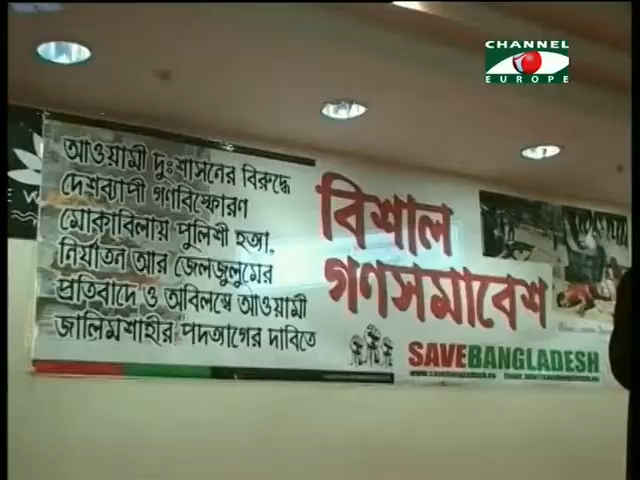 CHANNEL
EUROPE
আওয়ামী দুঃশাসনের বিরুদ্ধে
দেশব্যাপী গণবিস্ফোরণ
মোকাবিলায় পুলিশী হত্যা,
নির্যাতন আর জেলজুলুমের
প্রতিবাদে ও অবিলম্বে আওয়ামী
জালিমশাহীর পদত্যাগের দাবিতে
বিশাল
গণসমাবেশ
SAVEBANGLADESH